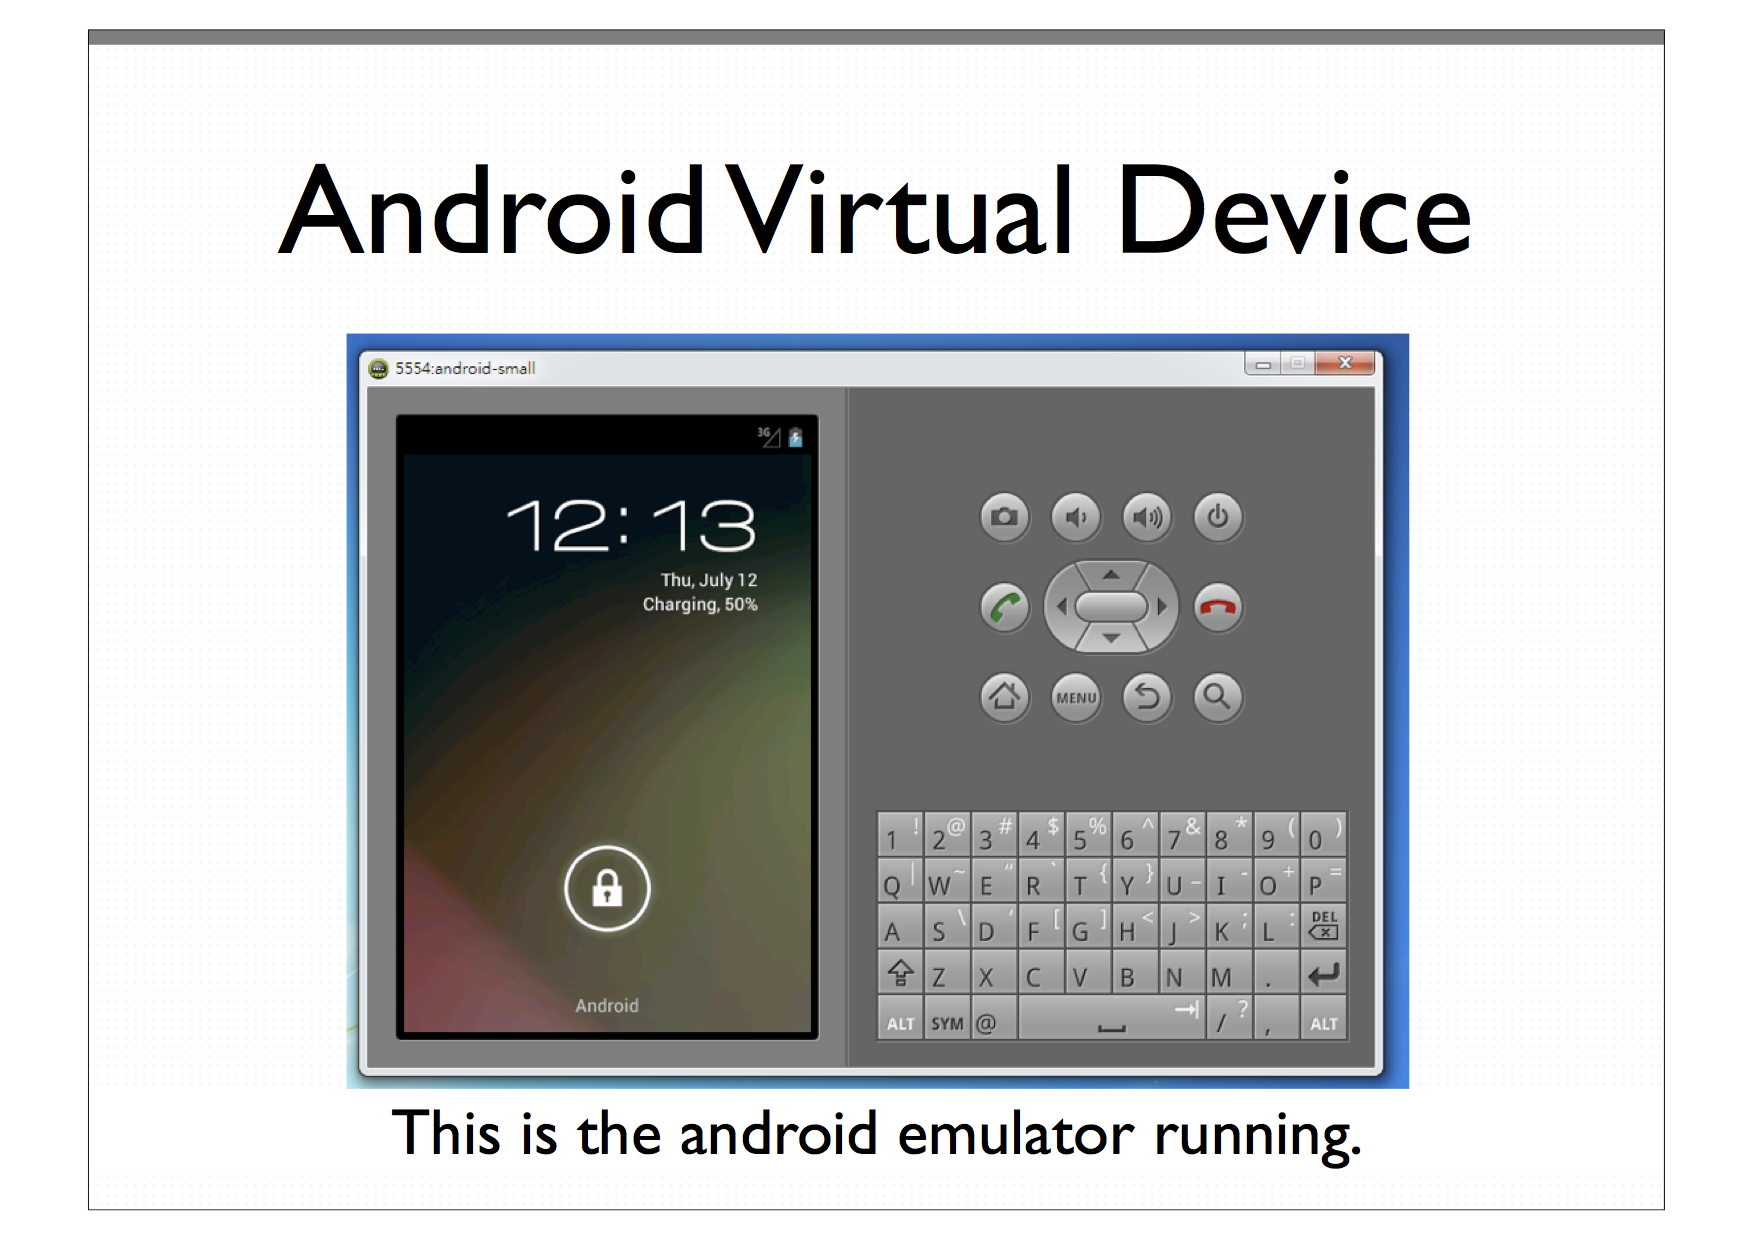 Android Virtual Device
5554:android-small
3G
12:13
Thu, July 12
Charging, 50%
Android
MENU
1 ! 2 @ 3 # 4 $ 5 % 6 ^ 7 & 8 * 9 ( 0 )
Q | W ~ E “ R ` T { Y } U _ I - O + P =
A S \ D ‘ F [ G ] H < J > K ; L : DEL
Z X C V B N M .
ALT SYM @ / ? , ALT
This is the android emulator running.